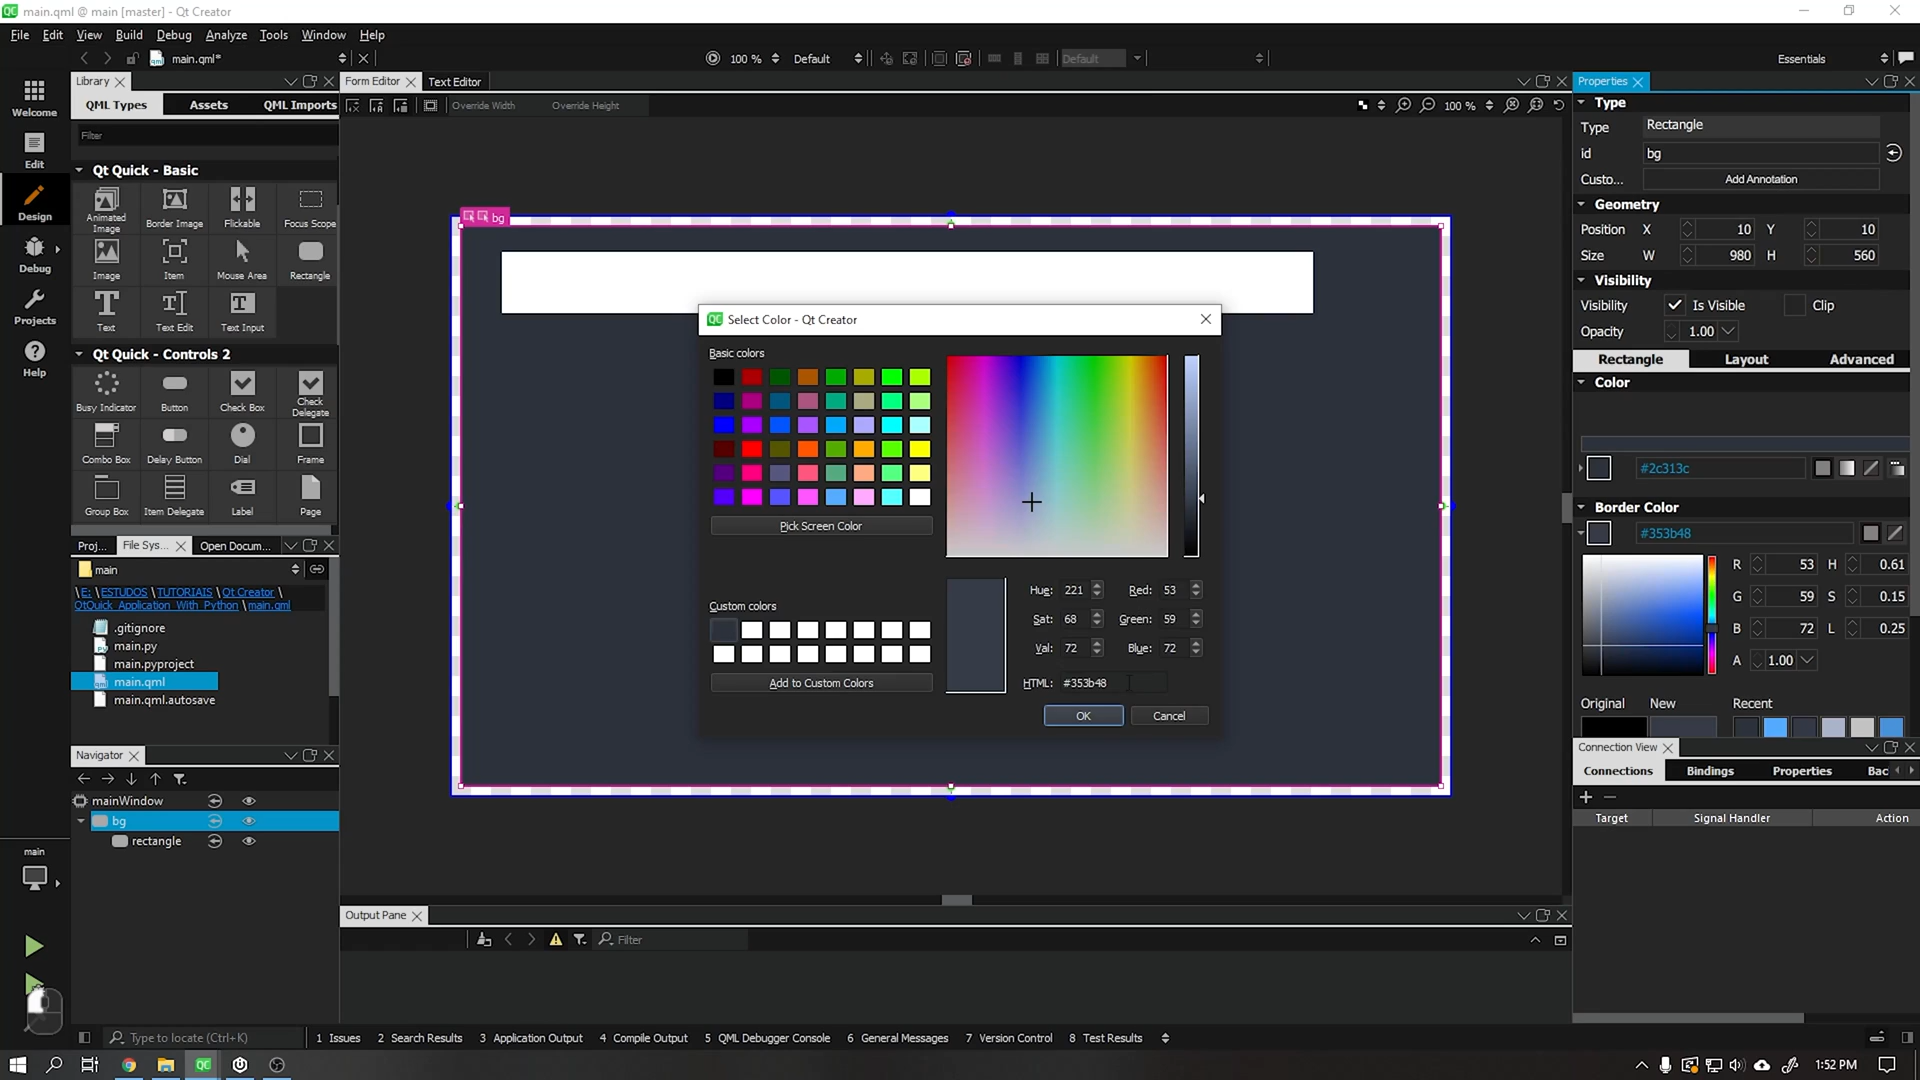 main.qml @ main [master] - Qt Creator
File Edit View Build Debug Analyze Tools Window Help
main.qml* 100 % Default Default Essentials
Library Form Editor Text Editor Properties
Welcome
Edit
Design
Debug
Projects
Help
QML Types Assets QML Imports
Filter
Qt Quick - Basic
Animated Image Border Image Flickable Focus Scope
Image Item Mouse Area Rectangle
Text Text Edit Text Input
Qt Quick - Controls 2
Busy Indicator Button Check Box Check Delegate
Combo Box Delay Button Dial Frame
Group Box Item Delegate Label Page
Proj... File Sys... Open Docum...
main
\E: \ESTUDOS \TUTORIAIS \Qt Creator \
QtQuick_Application_With_Python \main.qml
.gitignore
main.py
main.pyproject
main.qml
main.qml.autosave
Navigator
mainWindow
bg
rectangle
main
Override Width Override Height 100 %
bg
Select Color - Qt Creator
Basic colors
Pick Screen Color
Custom colors
Add to Custom Colors
Hue: 221 Red: 53
Sat: 68 Green: 59
Val: 72 Blue: 72
HTML: #353b48
OK Cancel
Type
Type Rectangle
id bg
Custo... Add Annotation
Geometry
Position X 10 Y 10
Size W 980 H 560
Visibility
Visibility Is Visible Clip
Opacity 1.00
Rectangle Layout Advanced
Color
#2c313c
Border Color
#353b48
R 53 H 0.61
G 59 S 0.15
B 72 L 0.25
A 1.00
Original New Recent
Connection View
Connections Bindings Properties Bac
Target Signal Handler Action
Output Pane
Filter
Type to locate (Ctrl+K) 1 Issues 2 Search Results 3 Application Output 4 Compile Output 5 QML Debugger Console 6 General Messages 7 Version Control 8 Test Results
1:52 PM